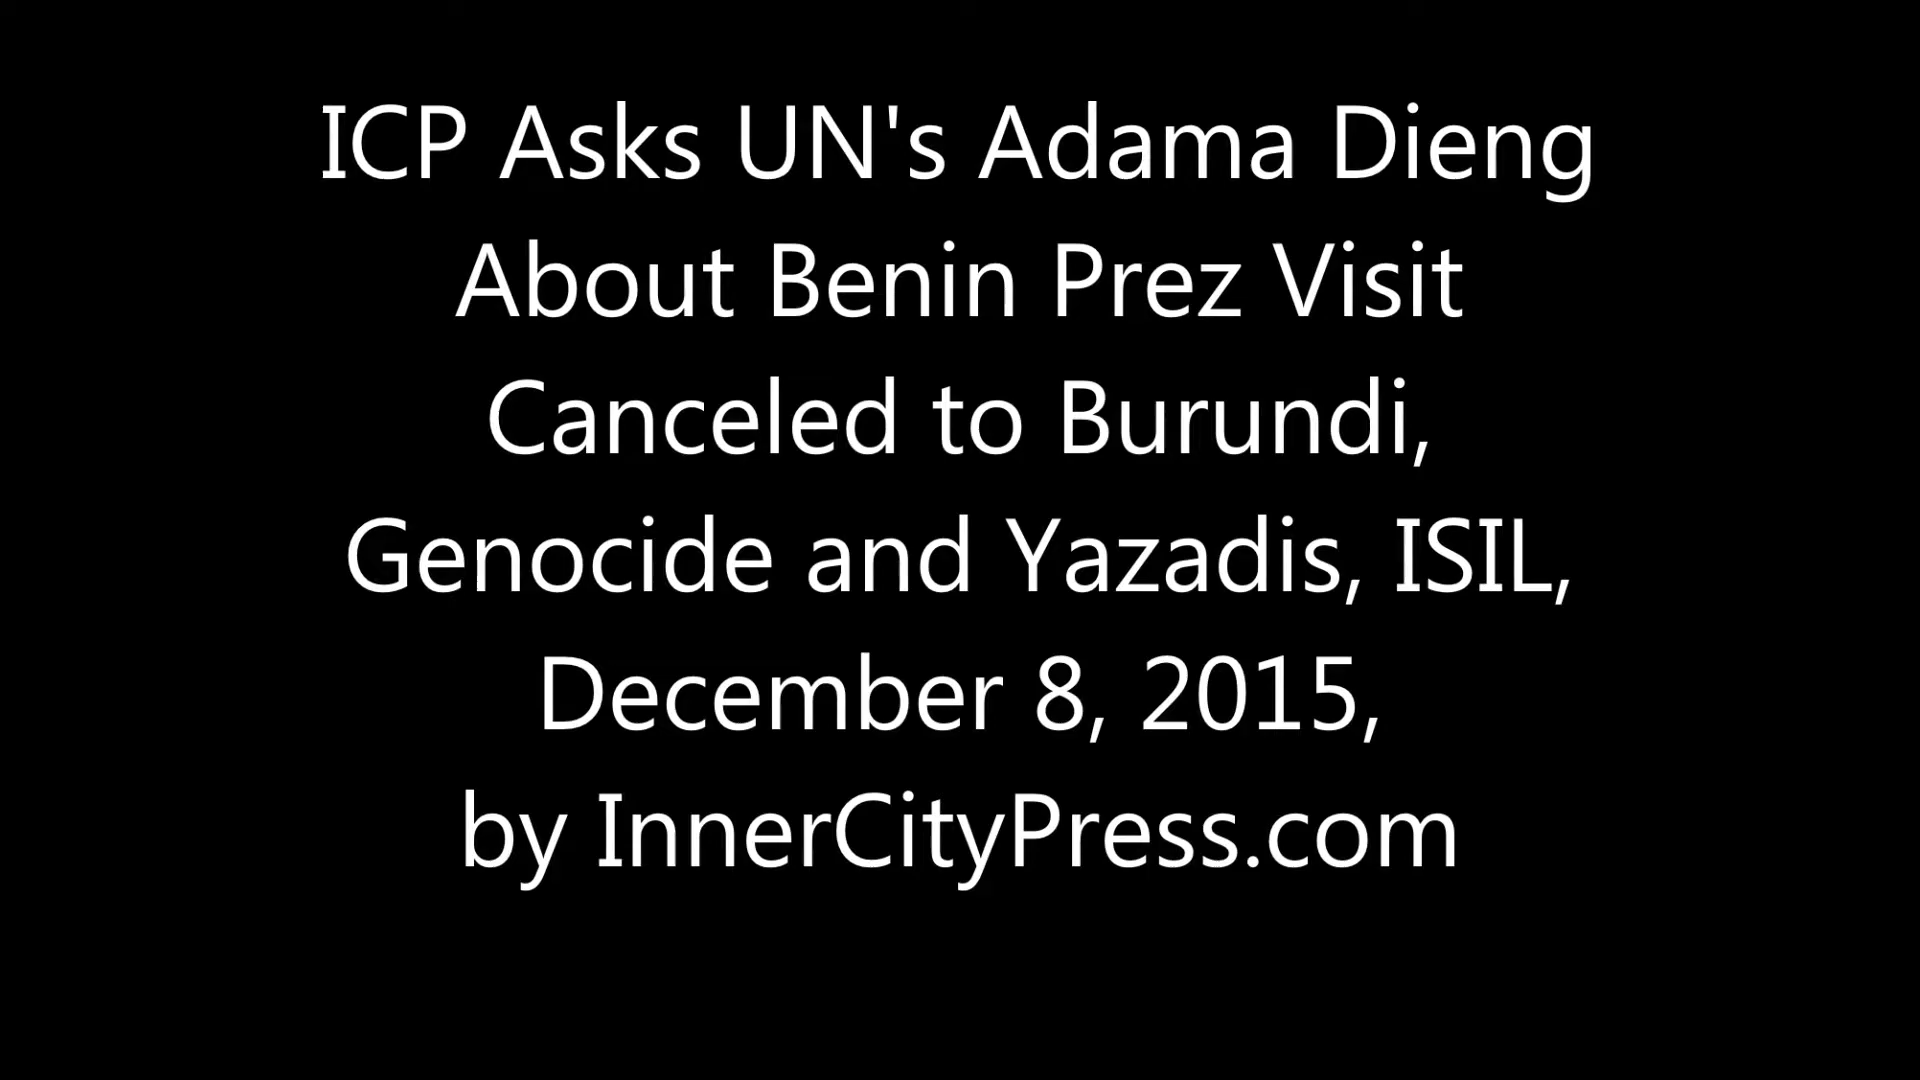 ICP Asks UN's Adama Dieng
About Benin Prez Visit
Canceled to Burundi,
Genocide and Yazadis, ISIL,
December 8, 2015,
by InnerCityPress.com